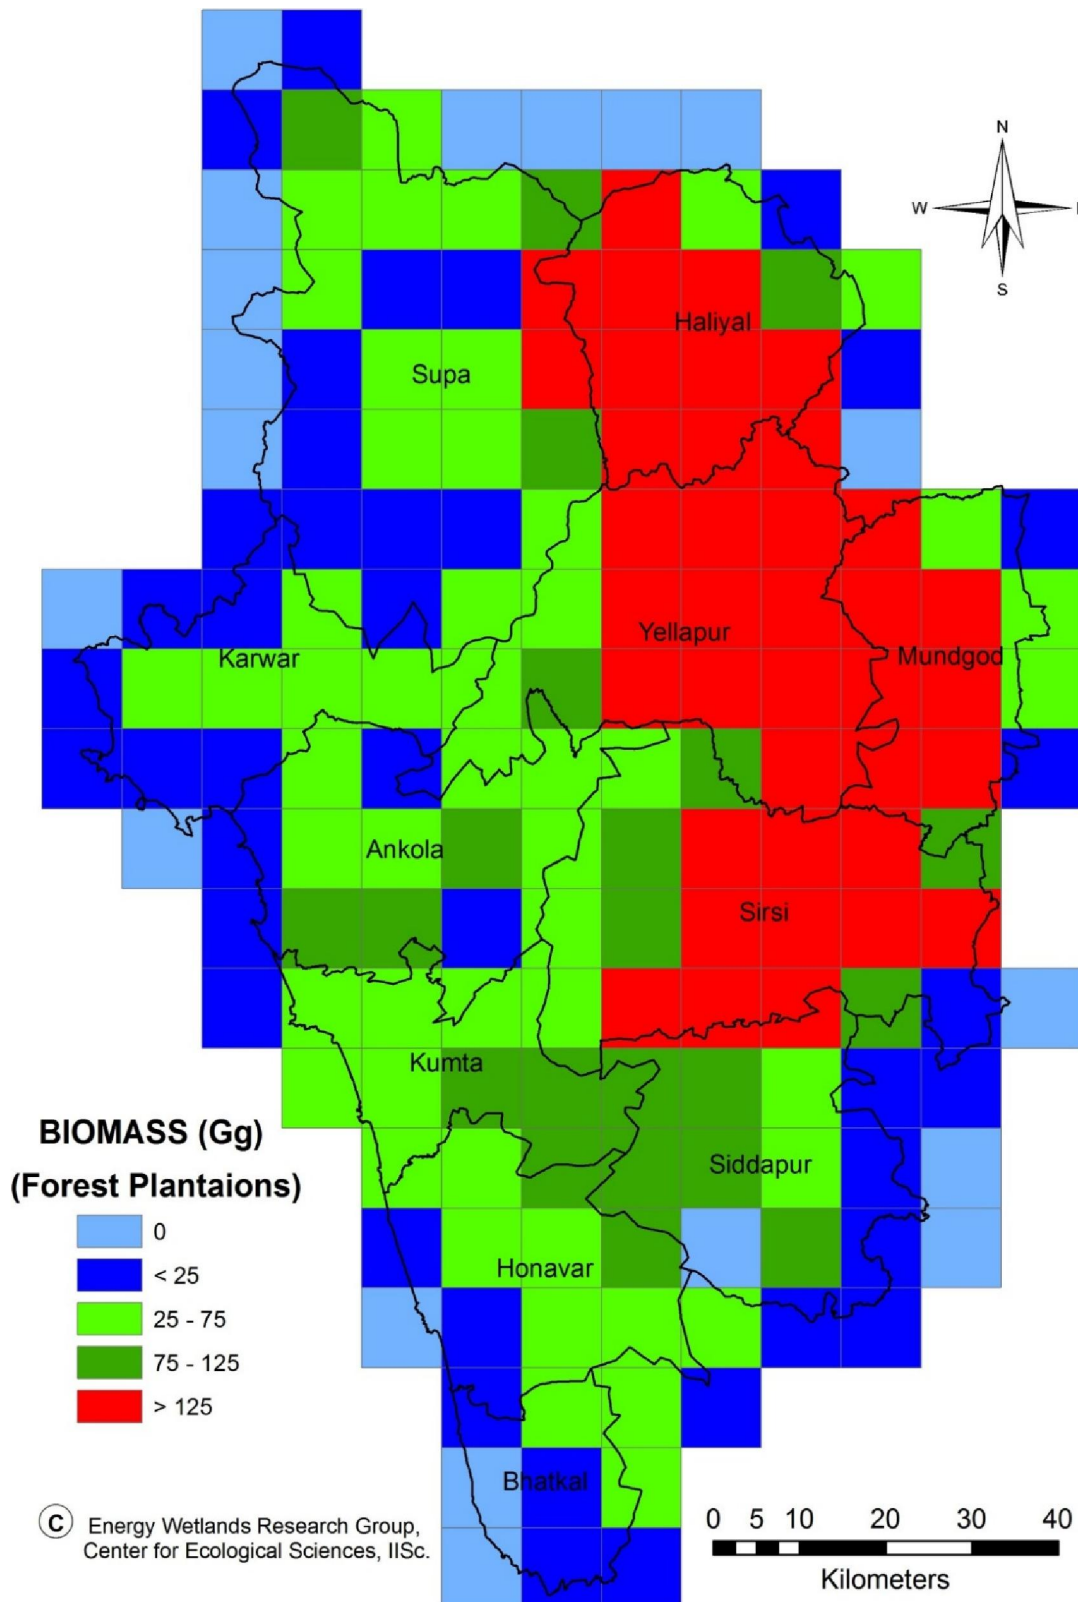 N
W
S
Haliyal
Supa
Yellapur
Karwar
Mundgod
Ankola
Sirsi
Kumta
Siddapur
Honavar
Bhatkal
BIOMASS (Gg)
(Forest Plantaions)
0
< 25
25 - 75
75 - 125
> 125
C Energy Wetlands Research Group,
Center for Ecological Sciences, IISc.
0 5 10 20 30 40
Kilometers